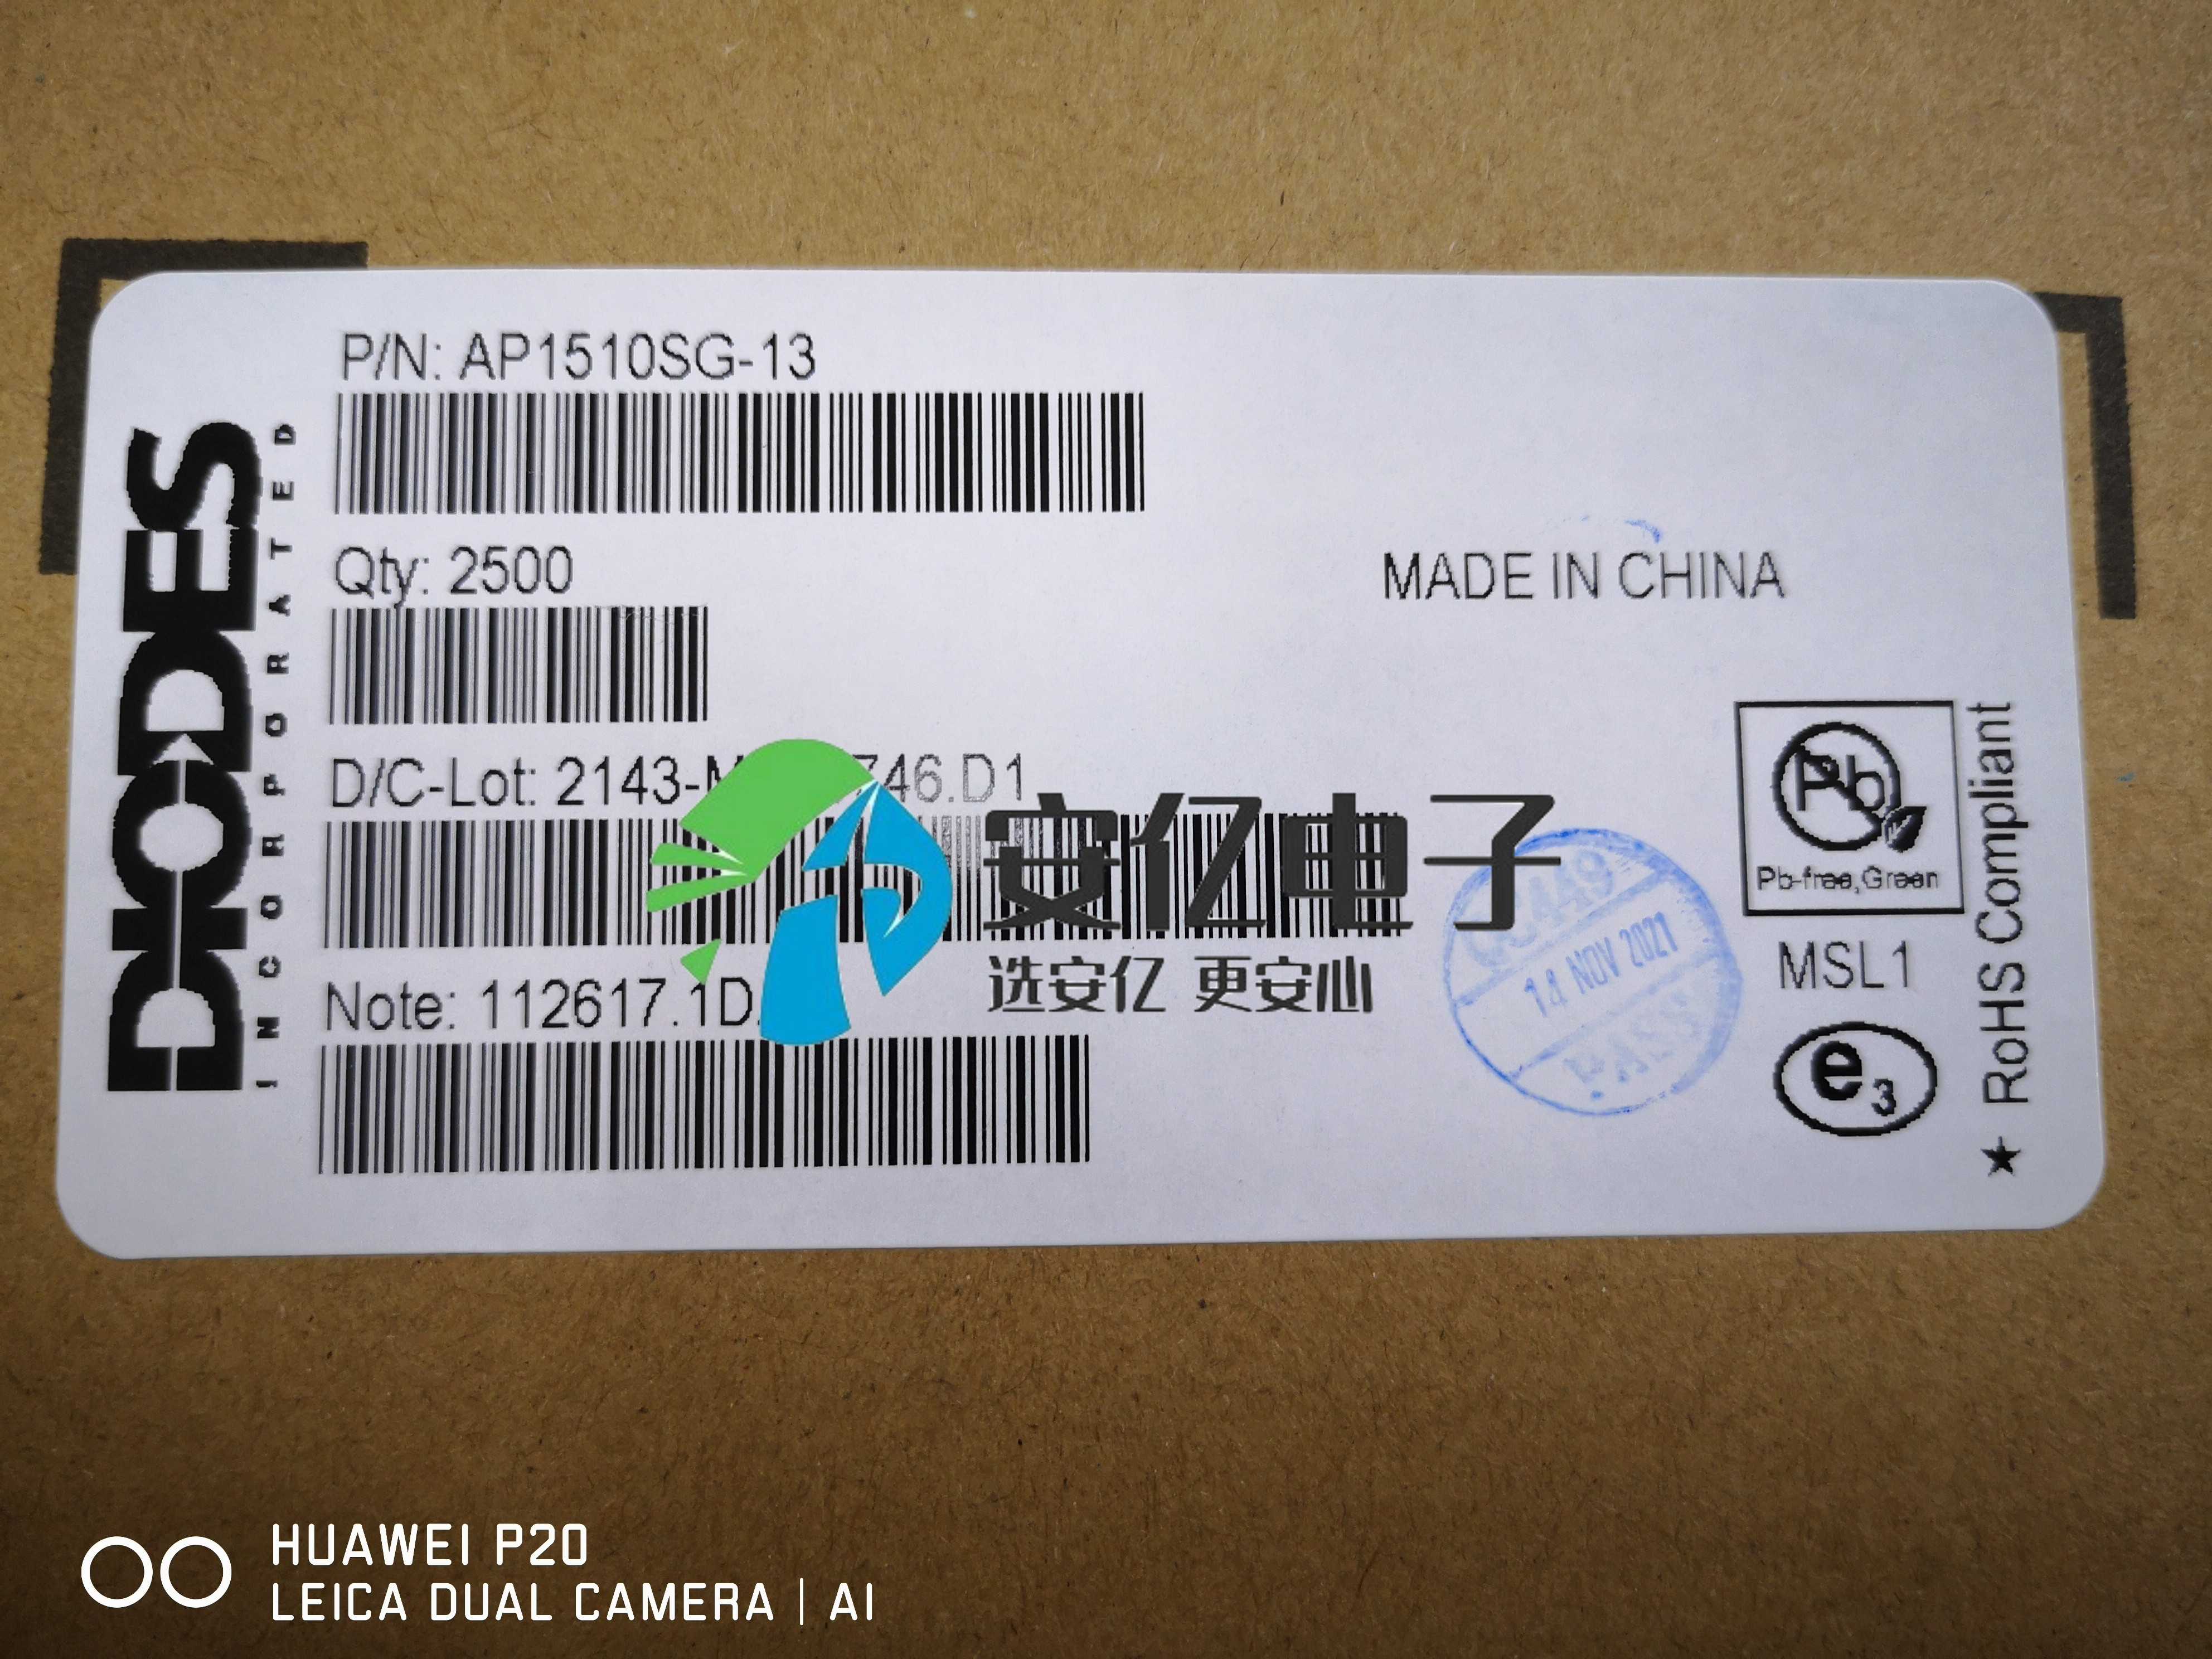 DIODES
INCORPORATED
P/N: AP1510SG-13
Qty: 2500
MADE IN CHINA
D/C-Lot: 2143- 746.D1
安亿电子
选安亿 更安心
Note: 112617.1D
14 NOV 2021
PASS
Pb
Pb-free,Green
MSL1
e3
RoHS Compliant
HUAWEI P20
LEICA DUAL CAMERA | AI